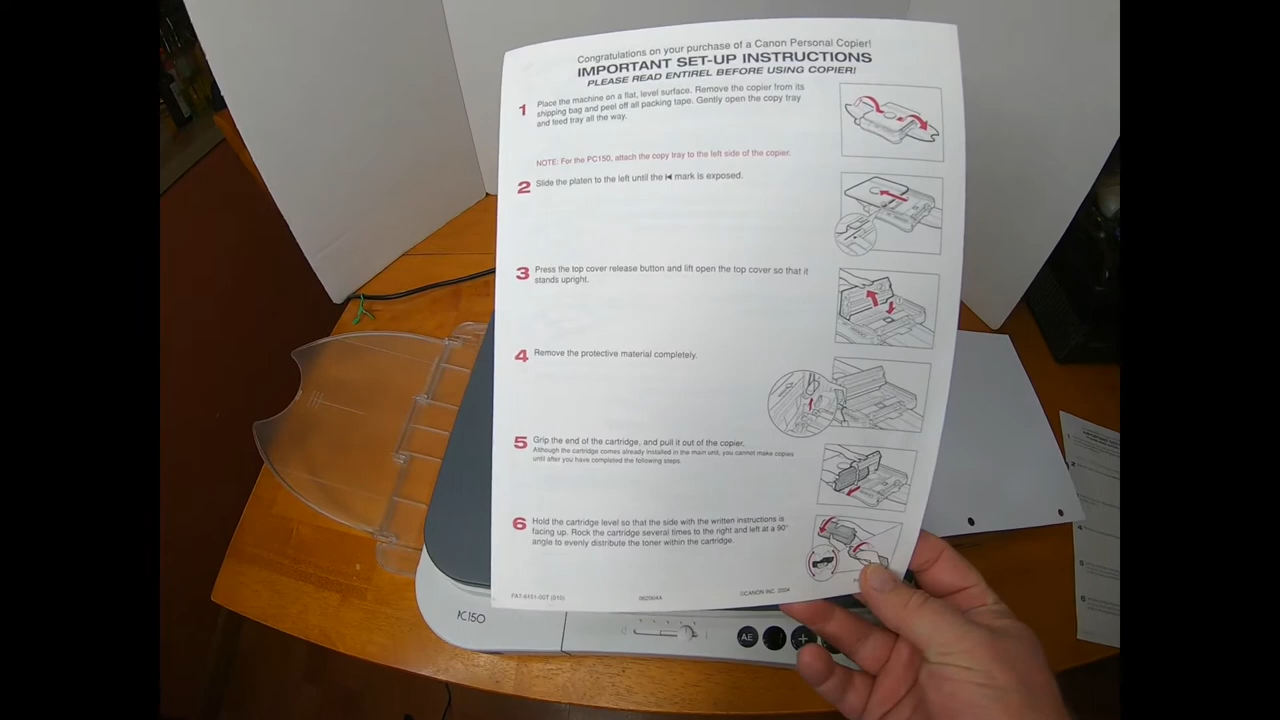 Congratulations on your purchase of a Canon Personal Copier!
IMPORTANT SET-UP INSTRUCTIONS
PLEASE READ ENTIREL BEFORE USING COPIER!
1 Place the machine on a flat, level surface. Remove the copier from its
shipping bag and peel off all packing tape. Gently open the copy tray
and feed tray all the way.
NOTE: For the PC150, attach the copy tray to the left side of the copier.
2 Slide the platen to the left until the mark is exposed.
3 Press the top cover release button and lift open the top cover so that it
stands upright.
4 Remove the protective material completely.
5 Grip the end of the cartridge, and pull it out of the copier.
Although the cartridge comes already installed in the main unit, you cannot make copies
until after you have completed the following steps.
6 Hold the cartridge level so that the side with the written instructions is
facing up. Rock the cartridge several times to the right and left at a 90°
angle to evenly distribute the toner within the cartridge.
©CANON INC. 2004
PC150
AE
+